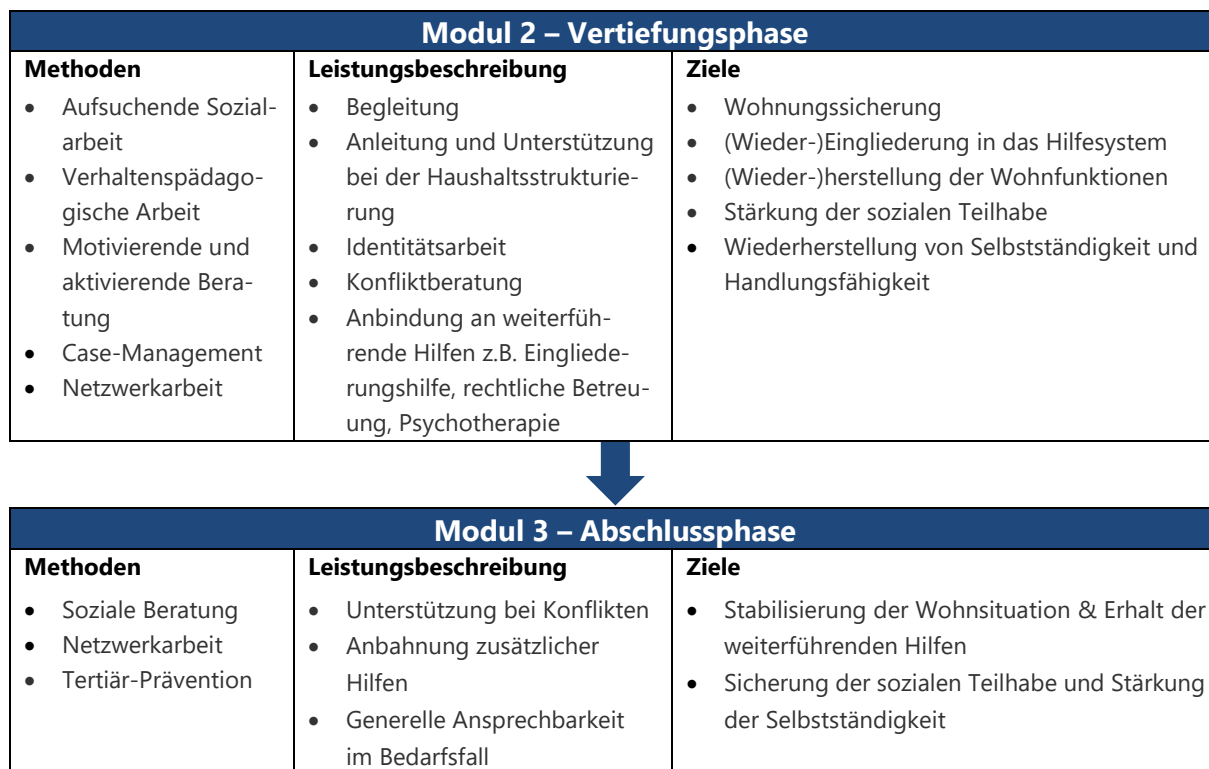 Modul 2 – Vertiefungsphase
Methoden
Aufsuchende Sozial-
arbeit
Verhaltenspädago-
gische Arbeit
Motivierende und
aktivierende Bera-
tung
Case-Management
Netzwerkarbeit
Leistungsbeschreibung
Begleitung
Anleitung und Unterstützung
bei der Haushaltsstrukturie-
rung
Identitätsarbeit
Konfliktberatung
Anbindung an weiterfüh-
rende Hilfen z.B. Eingliede-
rungshilfe, rechtliche Betreu-
ung, Psychotherapie
Ziele
Wohnungssicherung
(Wieder-)Eingliederung in das Hilfesystem
(Wieder-)herstellung der Wohnfunktionen
Stärkung der sozialen Teilhabe
Wiederherstellung von Selbstständigkeit und
Handlungsfähigkeit
Modul 3 – Abschlussphase
Methoden
Soziale Beratung
Netzwerkarbeit
Tertiär-Prävention
Leistungsbeschreibung
Unterstützung bei Konflikten
Anbahnung zusätzlicher
Hilfen
Generelle Ansprechbarkeit
im Bedarfsfall
Ziele
Stabilisierung der Wohnsituation & Erhalt der
weiterführenden Hilfen
Sicherung der sozialen Teilhabe und Stärkung
der Selbstständigkeit